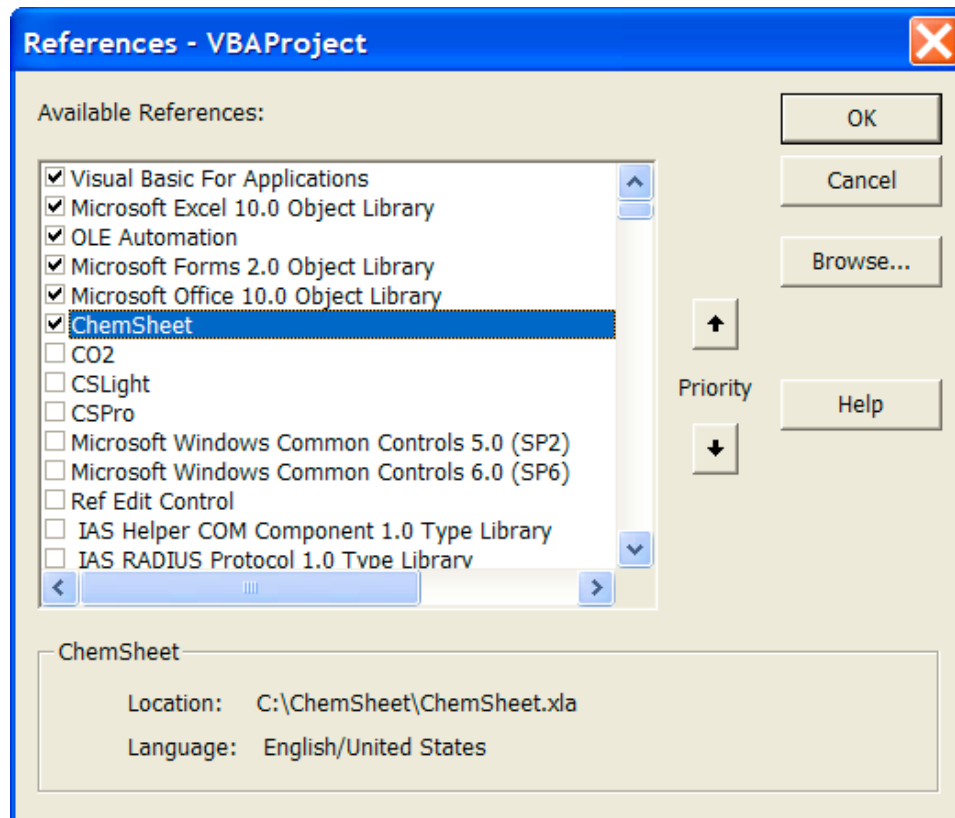 References - VBAProject
Available References:
OK
Visual Basic For Applications
Cancel
Microsoft Excel 10.0 Object Library
OLE Automation
Microsoft Forms 2.0 Object Library
Browse...
Microsoft Office 10.0 Object Library
ChemSheet
CO2
CSLight
Priority
CSPro
Help
Microsoft Windows Common Controls 5.0 (SP2)
Microsoft Windows Common Controls 6.0 (SP6)
Ref Edit Control
IAS Helper COM Component 1.0 Type Library
IAS RADIUS Protocol 1.0 Type Library
ChemSheet
Location: C:\ChemSheet\ChemSheet.xla
Language: English/United States